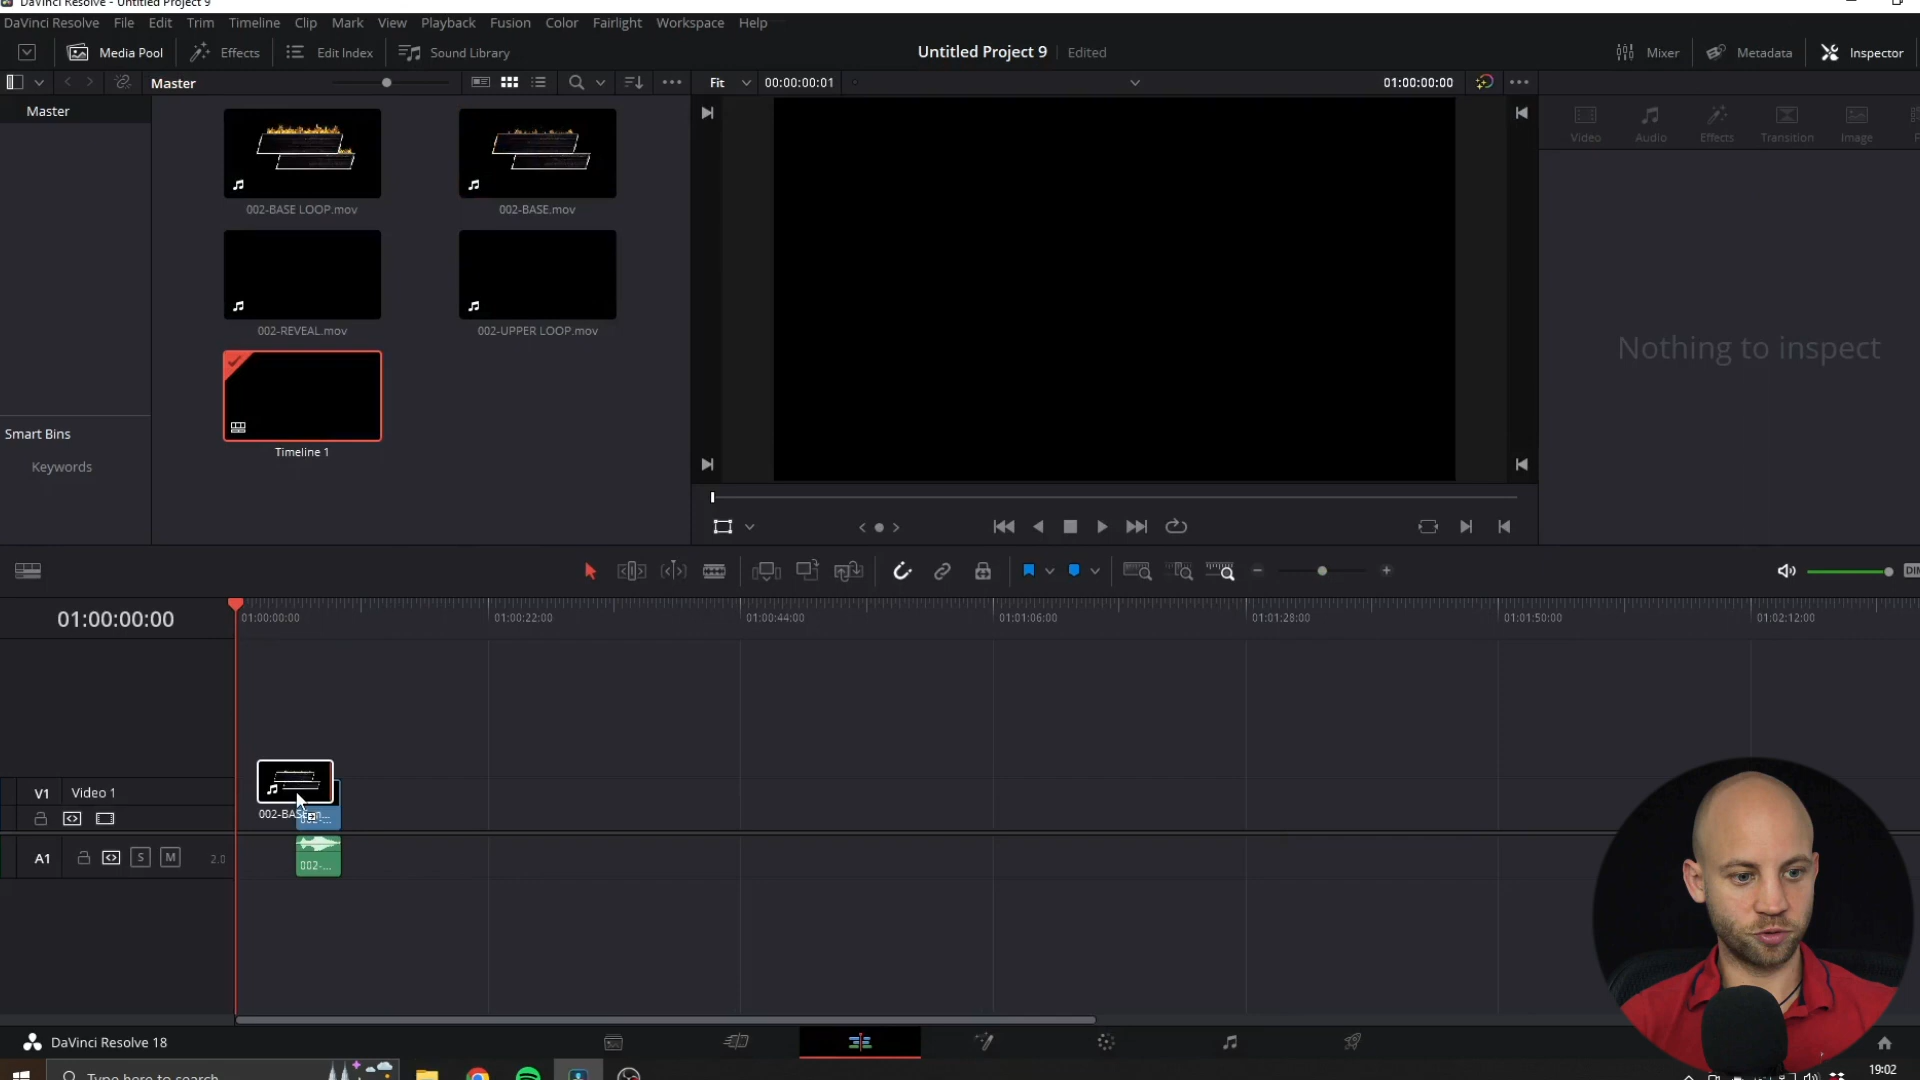 DaVinci Resolve - Untitled Project 9
DaVinci Resolve File Edit Trim Timeline Clip Mark View Playback Fusion Color Fairlight Workspace Help
Media Pool Effects Edit Index Sound Library Untitled Project 9 Edited Mixer Metadata Inspector
Master Fit 00:00:00:01 01:00:00:00
Master
Video Audio Effects Transition Image
002-BASE LOOP.mov 002-BASE.mov
002-REVEAL.mov 002-UPPER LOOP.mov
Nothing to inspect
Timeline 1
Smart Bins
Keywords
DIM
01:00:00:00
01:00:00:00 01:00:22:00 01:00:44:00 01:01:06:00 01:01:28:00 01:01:50:00 01:02:12:00
V1 Video 1
A1 S M 2.0
002-...
DaVinci Resolve 18
Type here to search
19:02